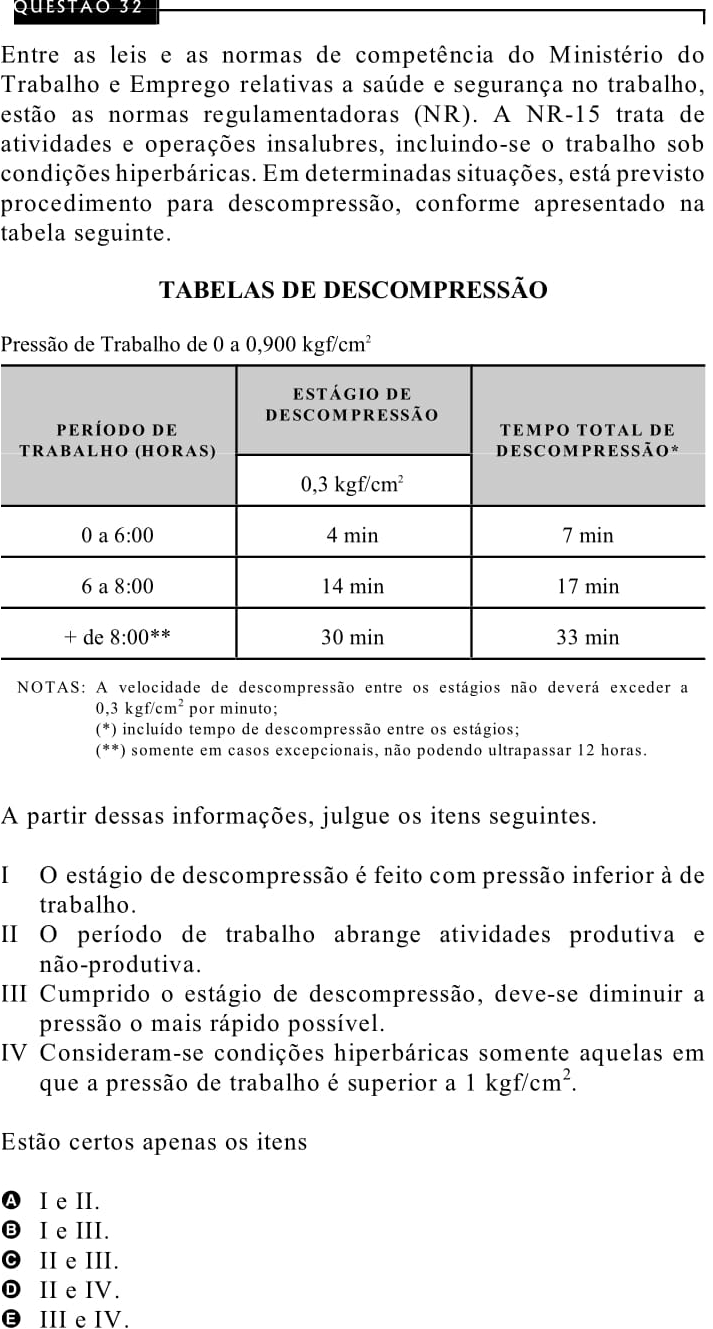 QUESTÃO 32
Entre as leis e as normas de competência do Ministério do
Trabalho e Emprego relativas a saúde e segurança no trabalho,
estão as normas regulamentadoras (NR). A NR-15 trata de
atividades e operações insalubres, incluindo-se o trabalho sob
condições hiperbáricas. Em determinadas situações, está previsto
procedimento para descompressão, conforme apresentado na
tabela seguinte.
TABELAS DE DESCOMPRESSÃO
Pressão de Trabalho de 0 a 0,900 kgf/cm²
PERÍODO DE
TRABALHO (HORAS)
ESTÁGIO DE
DESCOMPRESSÃO
0,3 kgf/cm²
TEMPO TOTAL DE
DESCOMPRESSÃO*
0 a 6:00 4 min 7 min
6 a 8:00 14 min 17 min
+ de 8:00** 30 min 33 min
NOTAS: A velocidade de descompressão entre os estágios não deverá exceder a
0,3 kgf/cm² por minuto;
(*) incluído tempo de descompressão entre os estágios;
(**) somente em casos excepcionais, não podendo ultrapassar 12 horas.
A partir dessas informações, julgue os itens seguintes.
I O estágio de descompressão é feito com pressão inferior à de
trabalho.
II O período de trabalho abrange atividades produtiva e
não-produtiva.
III Cumprido o estágio de descompressão, deve-se diminuir a
pressão o mais rápido possível.
IV Consideram-se condições hiperbáricas somente aquelas em
que a pressão de trabalho é superior a 1 kgf/cm².
Estão certos apenas os itens
A I e II.
B I e III.
C II e III.
D II e IV.
E III e IV.